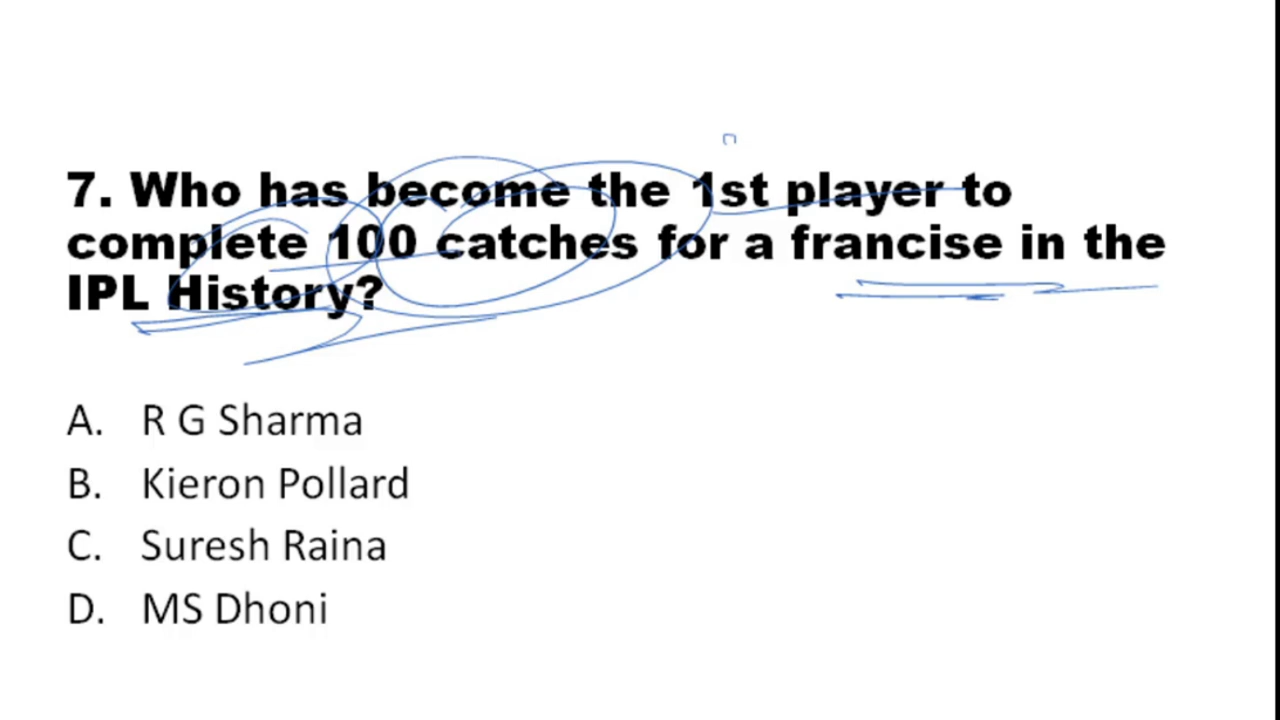 7. Who has become the 1st player to
complete 100 catches for a francise in the
IPL History?
A. R G Sharma
B. Kieron Pollard
C. Suresh Raina
D. MS Dhoni